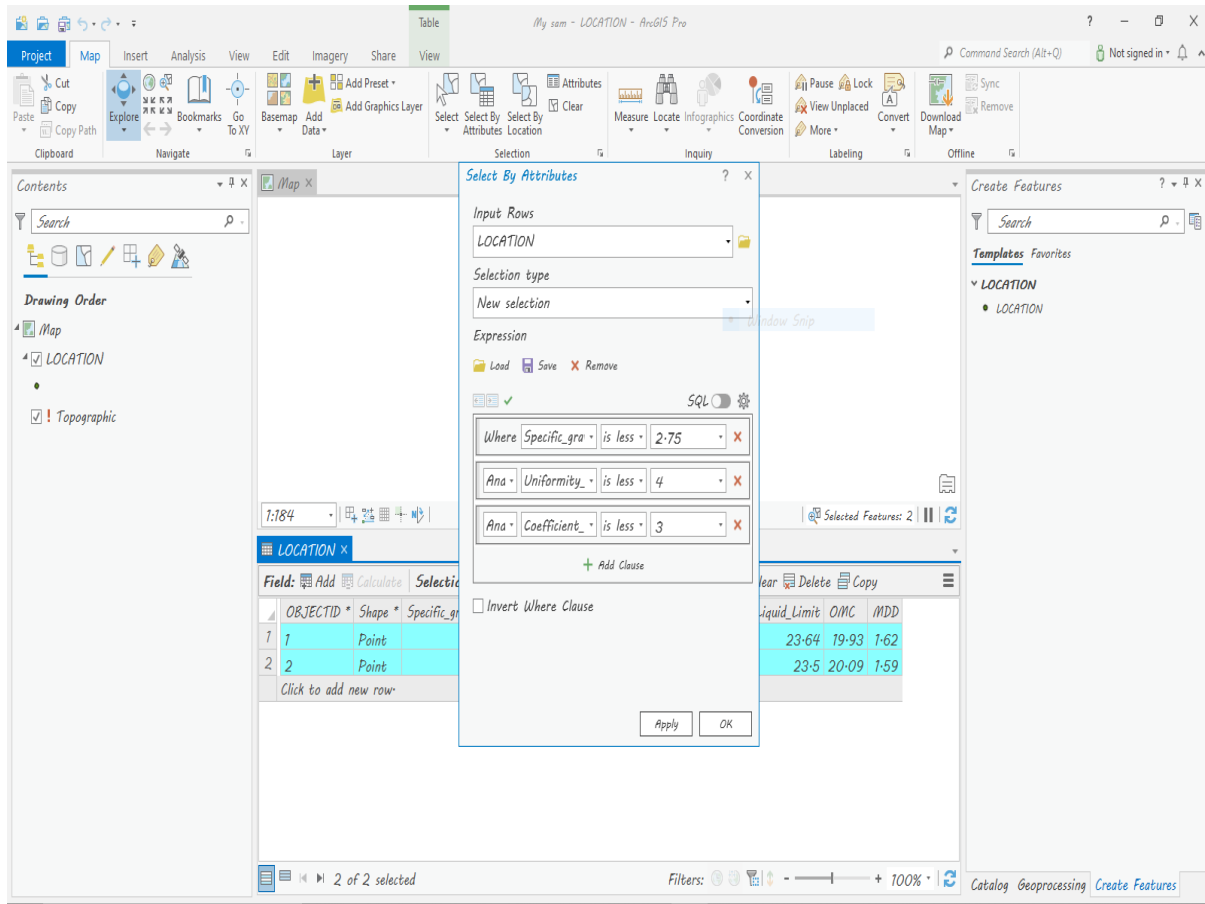 Table
My sam - LOCATION - ArcGIS Pro
?
Project Map Insert Analysis View Edit Imagery Share View
Command Search (Alt+Q)
Not signed in
Paste
Cut
Copy
Copy Path
Clipboard
Explore
Bookmarks
Go To XY
Navigate
Basemap
Add Data
Add Preset
Add Graphics Layer
Layer
Select
Select By Attributes
Select By Location
Attributes
Clear
Selection
Measure
Locate
Infographics
Coordinate Conversion
Inquiry
Pause
Lock
View Unplaced
More
Convert
Labeling
Download Map
Sync
Remove
Offline
Contents
Search
Drawing Order
Map
LOCATION
! Topographic
Map
1:184
Selected Features: 2
Select By Attributes ?
Input Rows
LOCATION
Selection type
New selection
Window Snip
Expression
Load Save Remove
SQL
Where Specific_gra is less 2.75
And Uniformity_ is less 4
And Coefficient_ is less 3
+ Add Clause
Invert Where Clause
Apply OK
LOCATION
Field: Add Calculate Selectio
lear Delete Copy
OBJECTID * Shape * Specific_gr iquid_Limit OMC MDD
1 1 Point 23.64 19.93 1.62
2 2 Point 23.5 20.09 1.59
Click to add new row.
2 of 2 selected
Filters:
- + 100%
Create Features ?
Search
Templates Favorites
LOCATION
LOCATION
Catalog Geoprocessing Create Features